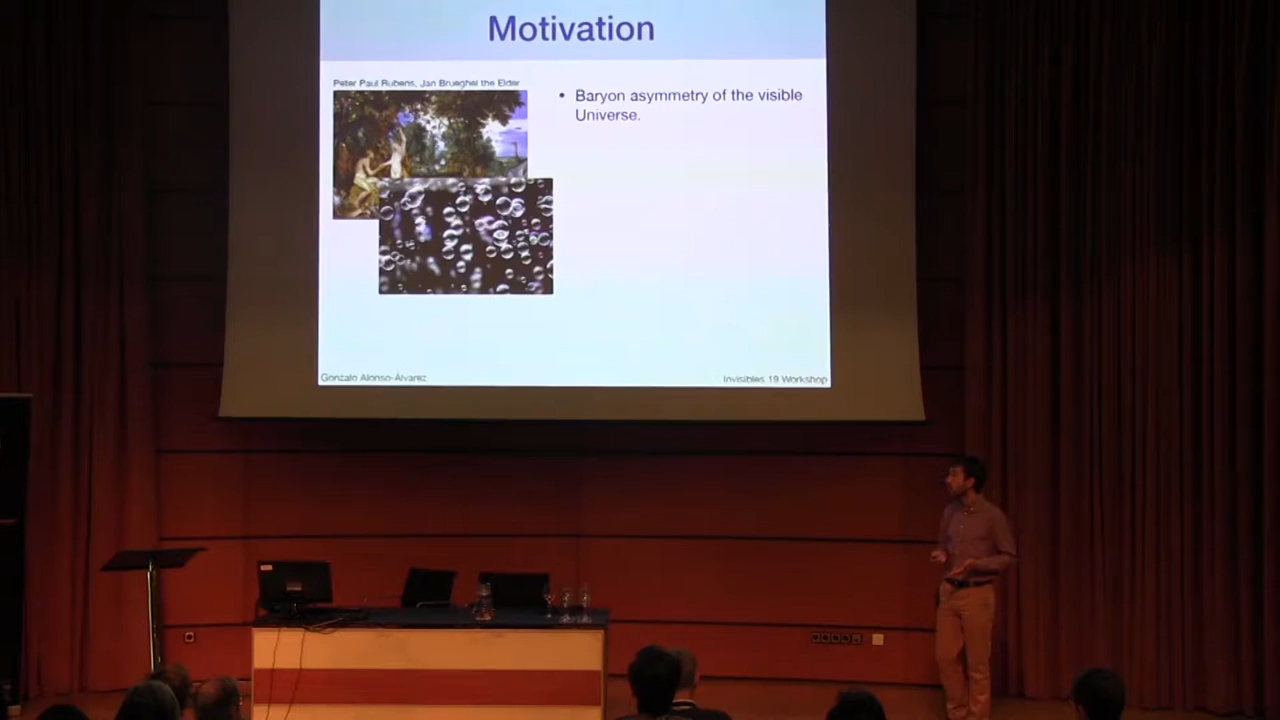 Motivation
Peter Paul Rubens, Jan Brueghel the Elder
• Baryon asymmetry of the visible
Universe.
Gonzalo Alonso-Álvarez
Invisibles 19 Workshop